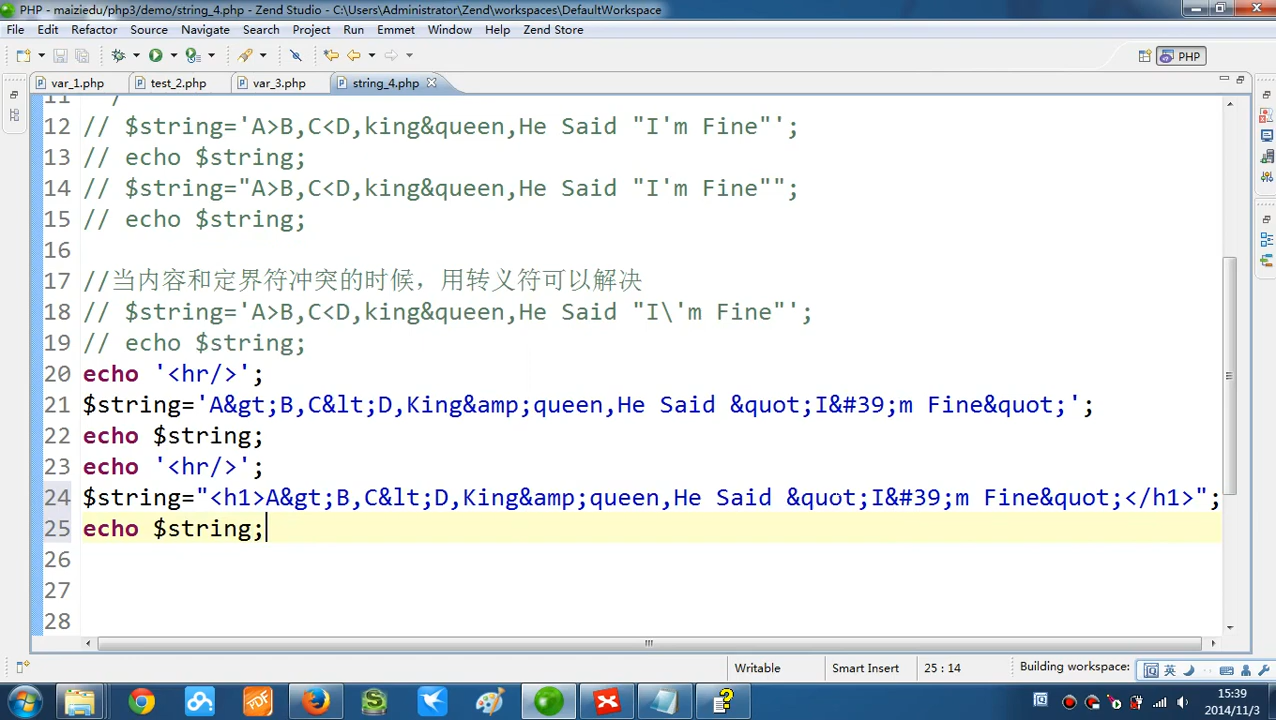 PHP - maiziedu/php3/demo/string_4.php - Zend Studio - C:\Users\Administrator\Zend\workspaces\DefaultWorkspace
File Edit Refactor Source Navigate Search Project Run Emmet Window Help Zend Store
PHP
var_1.php test_2.php var_3.php string_4.php
11 /
12 // $string='A>B,C<D,king&queen,He Said "I'm Fine"';
13 // echo $string;
14 // $string="A>B,C<D,king&queen,He Said "I'm Fine"";
15 // echo $string;
16
17 //当内容和定界符冲突的时候，用转义符可以解决
18 // $string='A>B,C<D,king&queen,He Said "I\'m Fine"';
19 // echo $string;
20 echo '<hr/>';
21 $string='A&gt;B,C&lt;D,King&amp;queen,He Said &quot;I&#39;m Fine&quot;';
22 echo $string;
23 echo '<hr/>';
24 $string="<h1>A&gt;B,C&lt;D,King&amp;queen,He Said &quot;I&#39;m Fine&quot;</h1>";
25 echo $string;
26
27
28
Writable Smart Insert 25 : 14 Building workspace: 英
PDF
15:39
2014/11/3